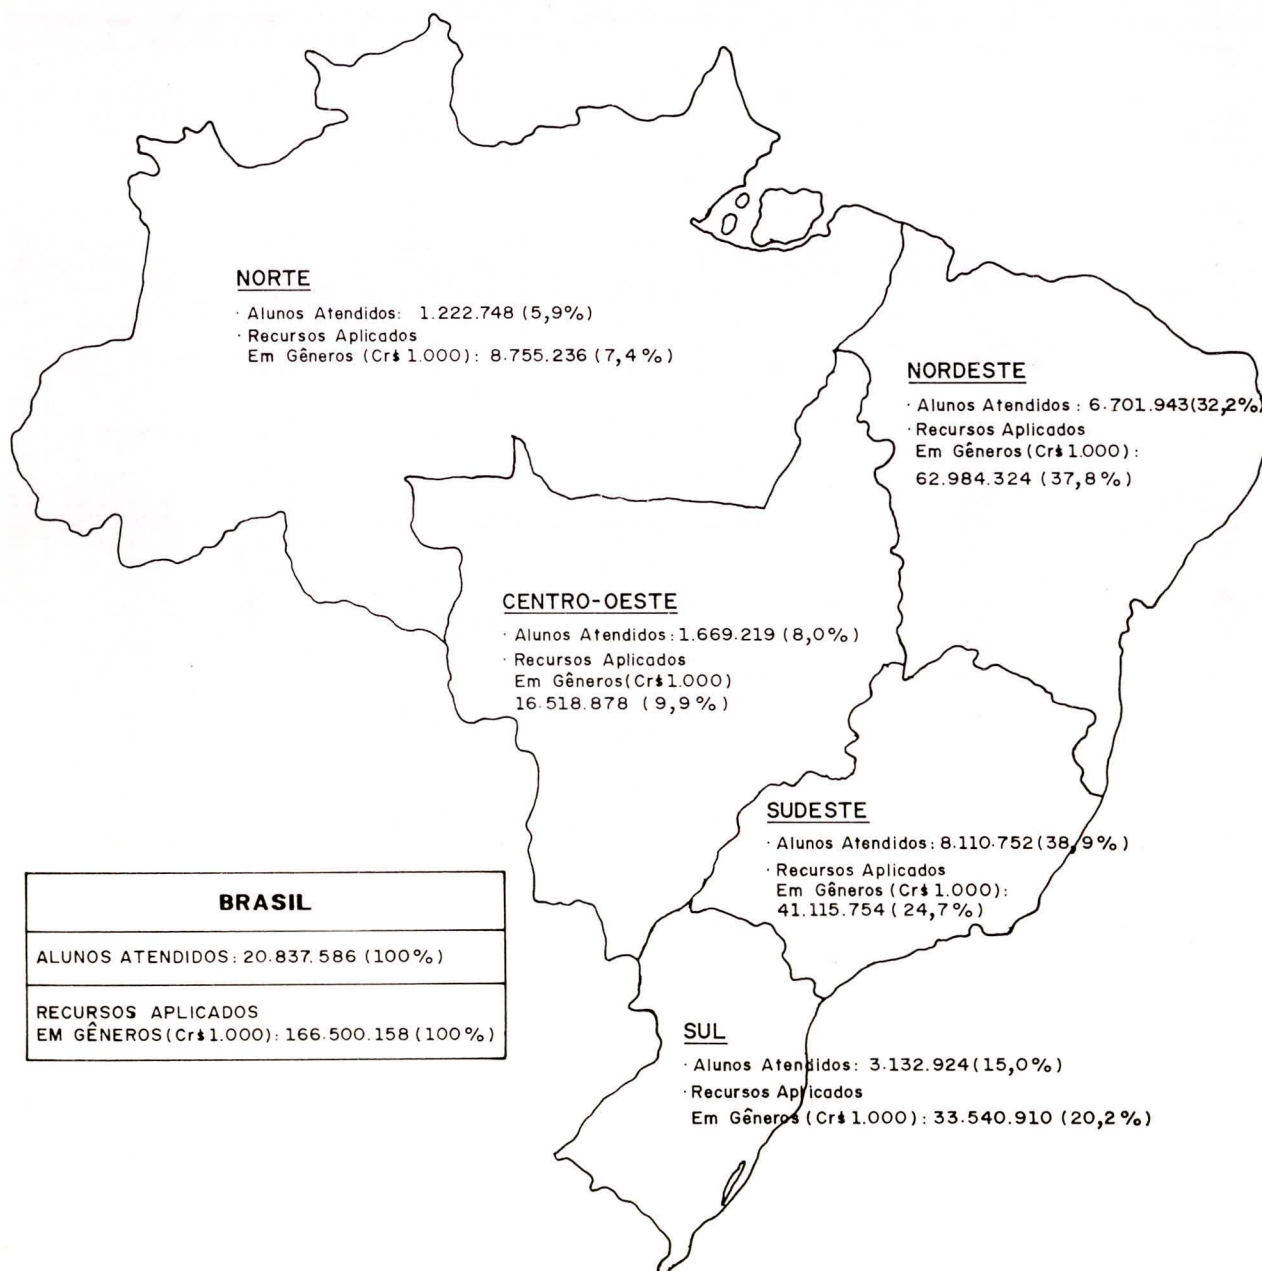 NORTE
· Alunos Atendidos: 1.222.748 (5,9%)
· Recursos Aplicados
Em Gêneros (Cr$ 1.000): 8.755.236 (7,4%)
NORDESTE
· Alunos Atendidos: 6.701.943 (32,2%)
· Recursos Aplicados
Em Gêneros (Cr$ 1.000):
62.984.324 (37,8%)
CENTRO-OESTE
· Alunos Atendidos: 1.669.219 (8,0%)
· Recursos Aplicados
Em Gêneros (Cr$ 1.000)
16.518.878 (9,9%)
SUDESTE
· Alunos Atendidos: 8.110.752 (38,9%)
· Recursos Aplicados
Em Gêneros (Cr$ 1.000):
41.115.754 (24,7%)
BRASIL
ALUNOS ATENDIDOS: 20.837.586 (100%)
RECURSOS APLICADOS
EM GÊNEROS (Cr$ 1.000): 166.500.158 (100%)
SUL
· Alunos Atendidos: 3.132.924 (15,0%)
· Recursos Aplicados
Em Gêneros (Cr$ 1.000): 33.540.910 (20,2%)